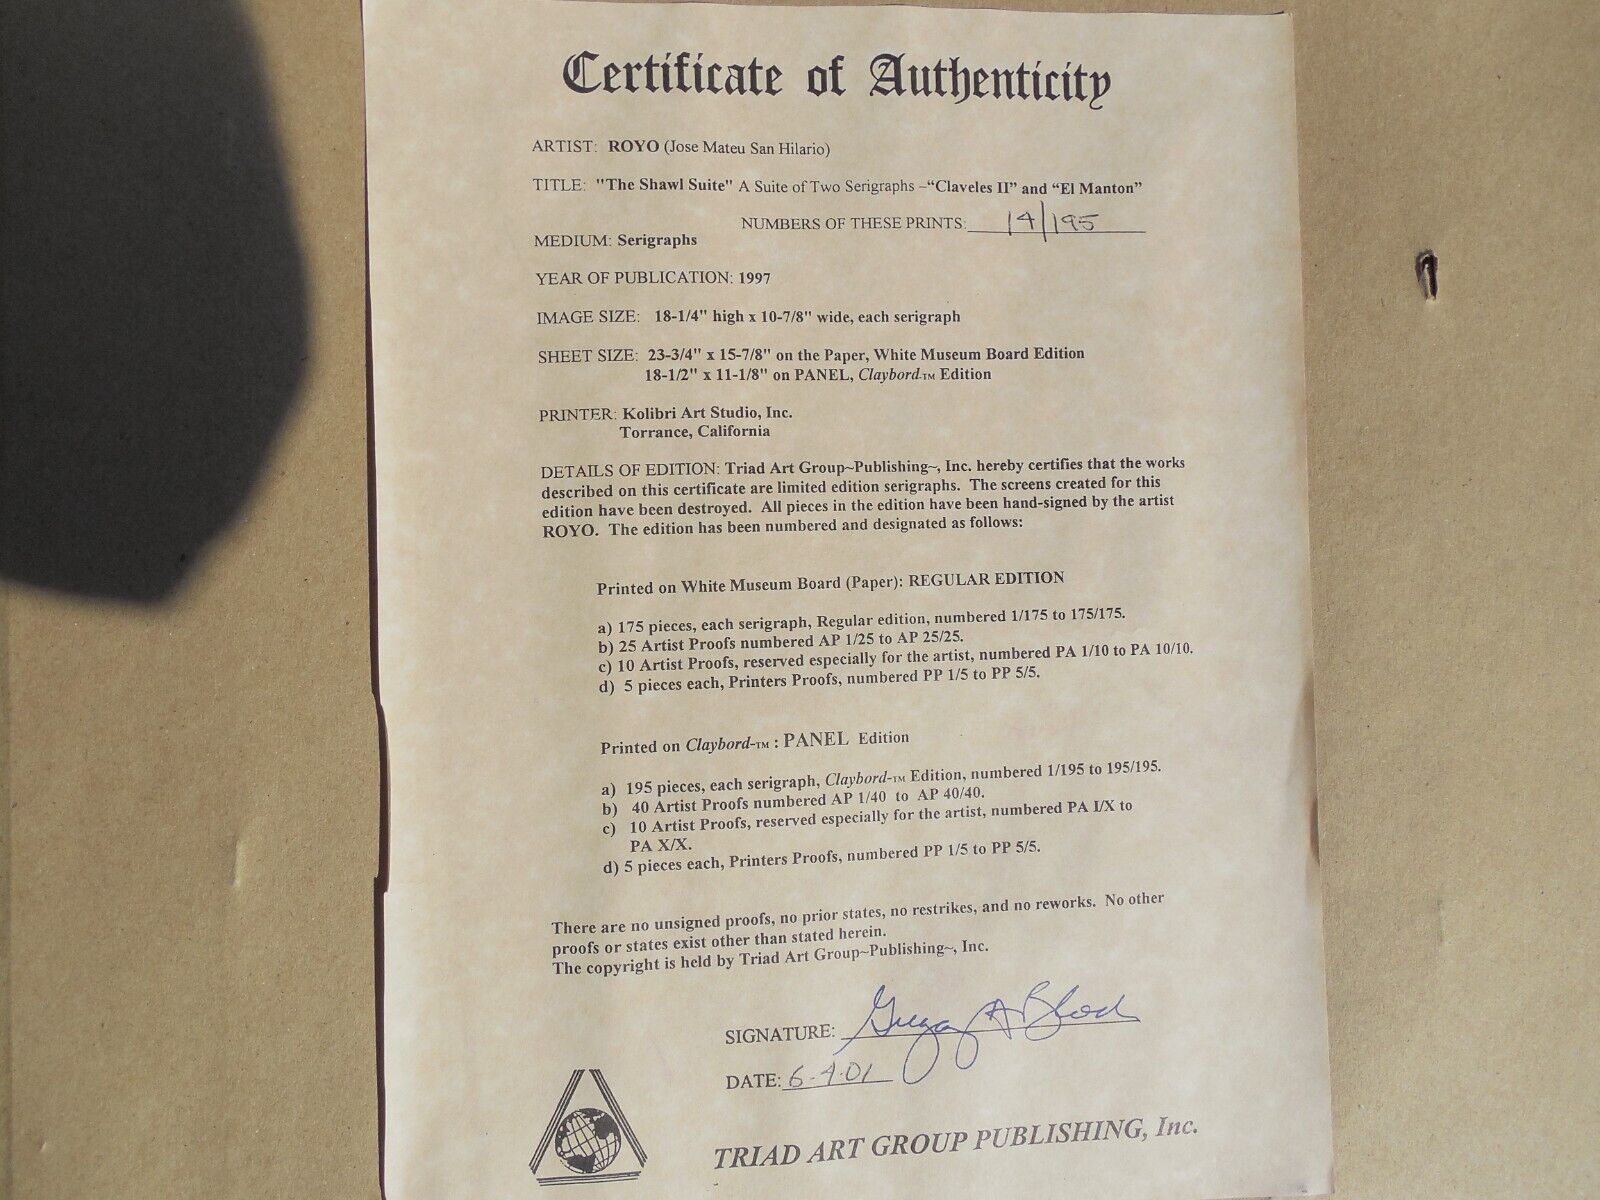 Certificate of Authenticity
ARTIST: ROYO (Jose Mateu San Hilario)
TITLE: "The Shawl Suite" A Suite of Two Serigraphs –"Claveles II" and "El Manton"
NUMBERS OF THESE PRINTS: 14/195
MEDIUM: Serigraphs
YEAR OF PUBLICATION: 1997
IMAGE SIZE: 18-1/4" high x 10-7/8" wide, each serigraph
SHEET SIZE: 23-3/4" x 15-7/8" on the Paper, White Museum Board Edition
18-1/2" x 11-1/8" on PANEL, Claybord-TM Edition
PRINTER: Kolibri Art Studio, Inc.
Torrance, California
DETAILS OF EDITION: Triad Art Group~Publishing~, Inc. hereby certifies that the works
described on this certificate are limited edition serigraphs. The screens created for this
edition have been destroyed. All pieces in the edition have been hand-signed by the artist
ROYO. The edition has been numbered and designated as follows:
Printed on White Museum Board (Paper): REGULAR EDITION
a) 175 pieces, each serigraph, Regular edition, numbered 1/175 to 175/175.
b) 25 Artist Proofs numbered AP 1/25 to AP 25/25.
c) 10 Artist Proofs, reserved especially for the artist, numbered PA 1/10 to PA 10/10.
d) 5 pieces each, Printers Proofs, numbered PP 1/5 to PP 5/5.
Printed on Claybord-TM : PANEL Edition
a) 195 pieces, each serigraph, Claybord-TM Edition, numbered 1/195 to 195/195.
b) 40 Artist Proofs numbered AP 1/40 to AP 40/40.
c) 10 Artist Proofs, reserved especially for the artist, numbered PA I/X to
PA X/X.
d) 5 pieces each, Printers Proofs, numbered PP 1/5 to PP 5/5.
There are no unsigned proofs, no prior states, no restrikes, and no reworks. No other
proofs or states exist other than stated herein.
The copyright is held by Triad Art Group~Publishing~, Inc.
SIGNATURE:
DATE: 6-4-01
TRIAD ART GROUP PUBLISHING, Inc.